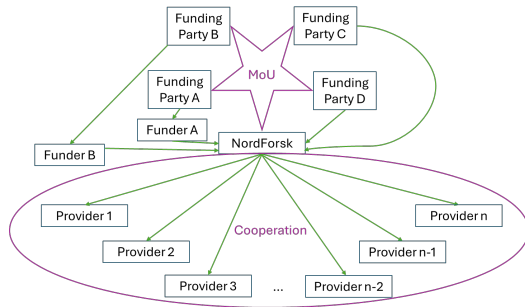 Funding
Party B
Funding
Party C
MoU
Funding
Party A
Funding
Party D
Funder A
NordForsk
Funder B
Provider 1
Provider n
Cooperation
Provider 2
Provider n-1
Provider 3
...
Provider n-2